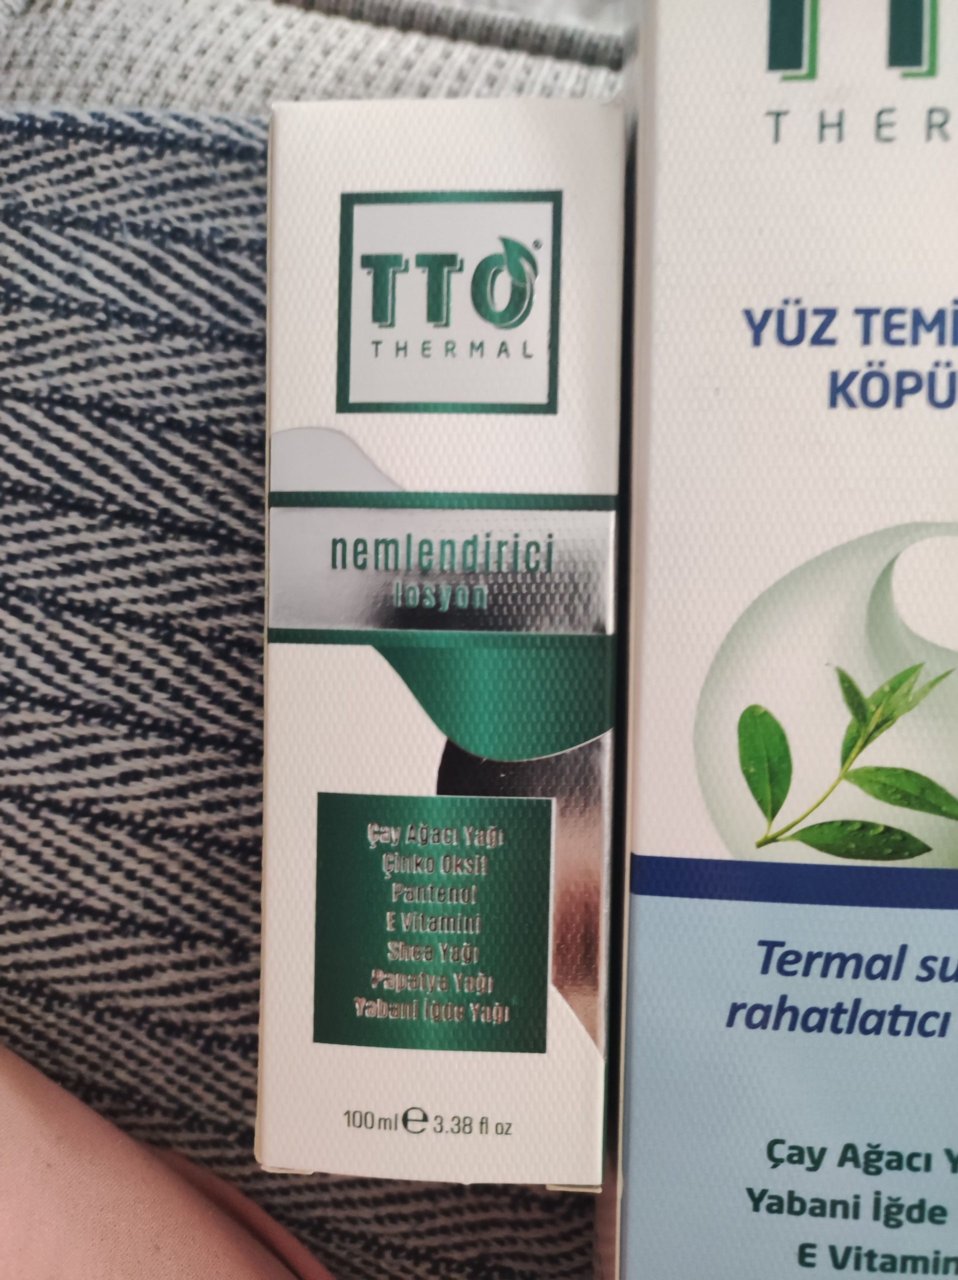 TTO®
THERMAL
nemlendirici
losyon
Çay Ağacı Yağı
Çinko Oksit
Pantenol
E Vitamini
Shea Yağı
Papatya Yağı
Yabani İğde Yağı
100 ml e 3.38 fl oz
THER
YÜZ TEMİ
KÖPÜ
Termal su
rahatlatıcı
Çay Ağacı Y
Yabani İğde
E Vitamin